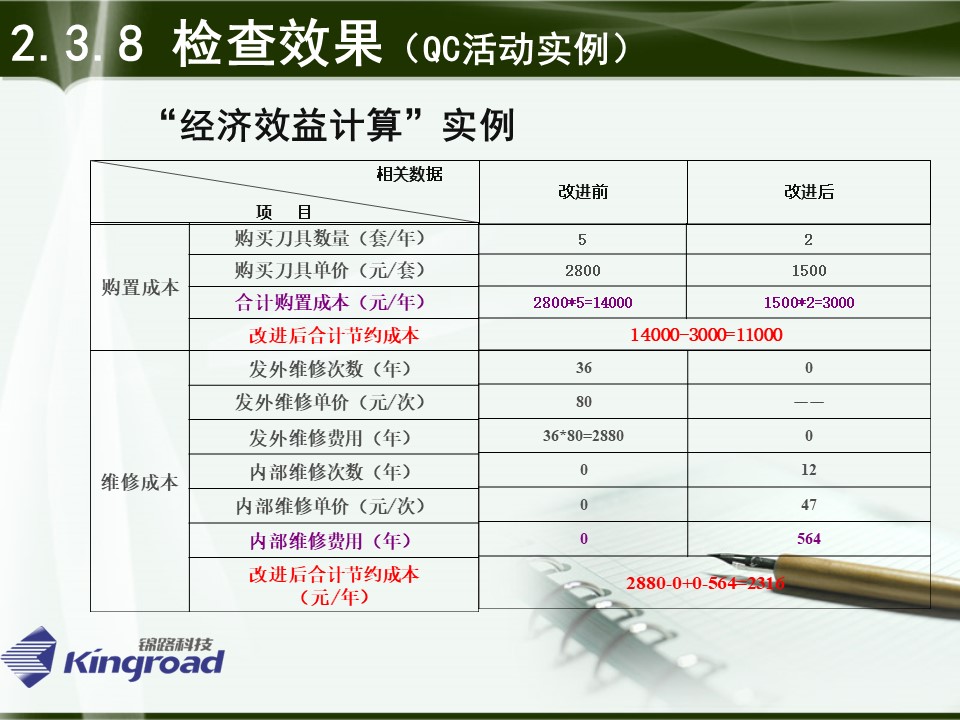 2.3.8 检查效果（QC活动实例）
“经济效益计算”实例
相关数据
项 目
改进前 改进后
购置成本
购买刀具数量（套/年） 5 2
购买刀具单价（元/套） 2800 1500
合计购置成本（元/年） 2800*5=14000 1500*2=3000
改进后合计节约成本 14000-3000=11000
维修成本
发外维修次数（年） 36 0
发外维修单价（元/次） 80 ——
发外维修费用（年） 36*80=2880 0
内部维修次数（年） 0 12
内部维修单价（元/次） 0 47
内部维修费用（年） 0 564
改进后合计节约成本
（元/年） 2880-0+0-564=2316
锦路科技
Kingroad